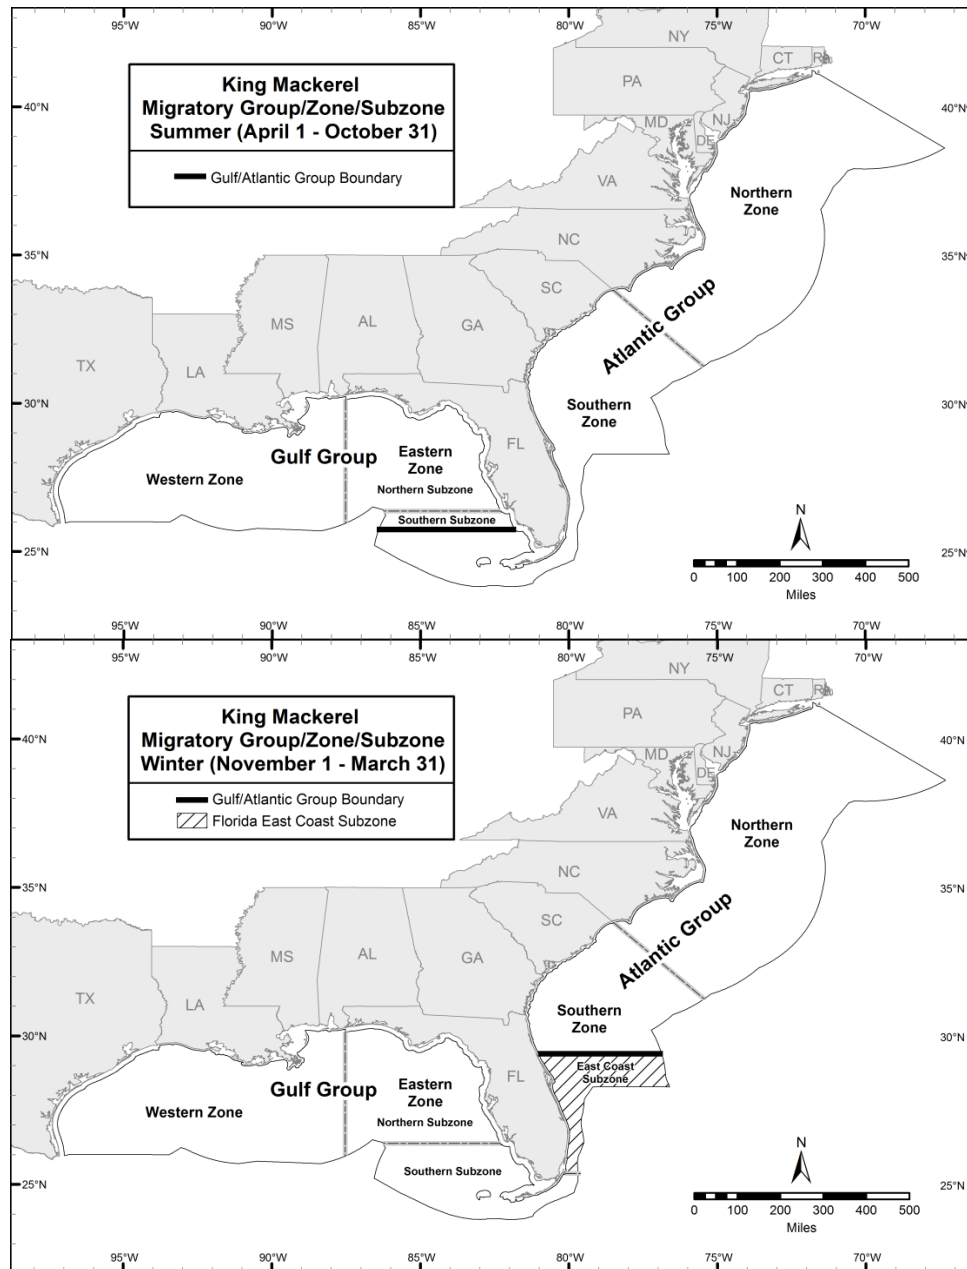 95°W 90°W 85°W 80°W 75°W 70°W
King Mackerel
Migratory Group/Zone/Subzone
Summer (April 1 - October 31)
Gulf/Atlantic Group Boundary
NY
CT
RI
PA
40°N
40°N
NJ
MD
DE
VA
Northern
Zone
NC
35°N
35°N
SC
Atlantic Group
MS
AL
GA
TX
LA
30°N
30°N
Southern
Zone
FL
Gulf Group
Eastern
Zone
Western Zone
Northern Subzone
Southern Subzone
N
25°N
25°N
0 100 200 300 400 500
Miles
95°W 90°W 85°W 80°W 75°W 70°W
95°W 90°W 85°W 80°W 75°W 70°W
King Mackerel
Migratory Group/Zone/Subzone
Winter (November 1 - March 31)
Gulf/Atlantic Group Boundary
Florida East Coast Subzone
NY
CT
RI
PA
40°N
40°N
NJ
MD
DE
VA
Northern
Zone
NC
35°N
35°N
SC
Atlantic Group
MS
AL
GA
TX
LA
Southern
Zone
30°N
30°N
East Coast
Subzone
FL
Gulf Group
Eastern
Zone
Western Zone
Northern Subzone
Southern Subzone
N
25°N
25°N
0 100 200 300 400 500
Miles
95°W 90°W 85°W 80°W 75°W 70°W